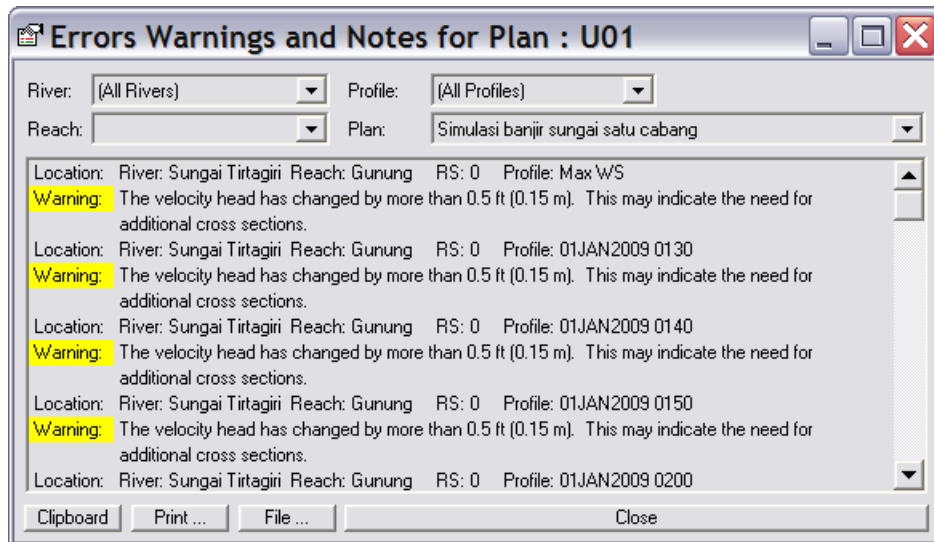 Errors Warnings and Notes for Plan : U01
River: (All Rivers) Profile: (All Profiles)
Reach: Plan: Simulasi banjir sungai satu cabang
Location: River: Sungai Tirtagiri Reach: Gunung RS: 0 Profile: Max WS
Warning: The velocity head has changed by more than 0.5 ft (0.15 m). This may indicate the need for
additional cross sections.
Location: River: Sungai Tirtagiri Reach: Gunung RS: 0 Profile: 01JAN2009 0130
Warning: The velocity head has changed by more than 0.5 ft (0.15 m). This may indicate the need for
additional cross sections.
Location: River: Sungai Tirtagiri Reach: Gunung RS: 0 Profile: 01JAN2009 0140
Warning: The velocity head has changed by more than 0.5 ft (0.15 m). This may indicate the need for
additional cross sections.
Location: River: Sungai Tirtagiri Reach: Gunung RS: 0 Profile: 01JAN2009 0150
Warning: The velocity head has changed by more than 0.5 ft (0.15 m). This may indicate the need for
additional cross sections.
Location: River: Sungai Tirtagiri Reach: Gunung RS: 0 Profile: 01JAN2009 0200
Clipboard Print ... File ... Close